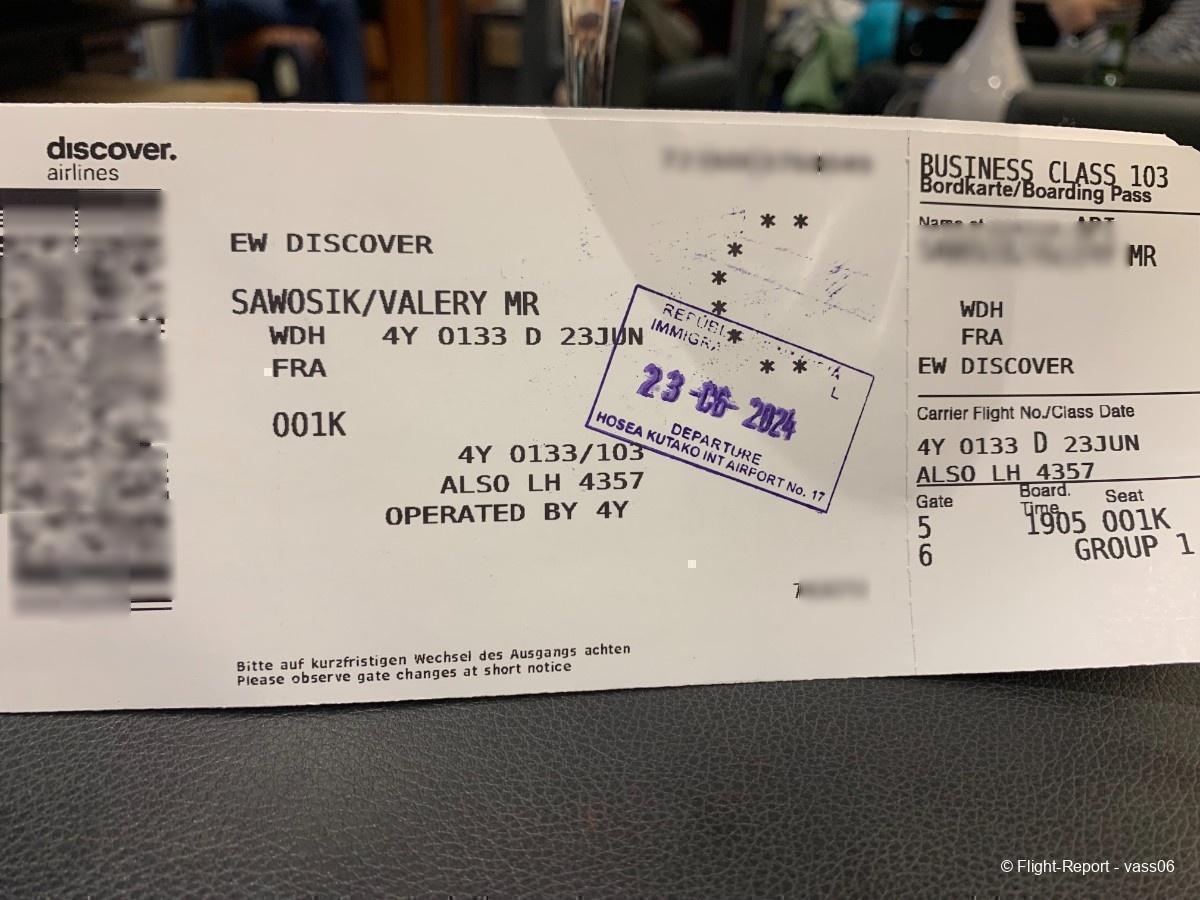 discover.
airlines
EW DISCOVER
SAWOSIK/VALERY MR
WDH 4Y 0133 D 23JUN
FRA
001K
4Y 0133/103
ALSO LH 4357
OPERATED BY 4Y
* *
*
*
*
*
* *
23-06-2024
DEPARTURE
HOSEA KUTAKO INT AIRPORT No. 17
Bitte auf kurzfristigen Wechsel des Ausgangs achten
Please observe gate changes at short notice
BUSINESS CLASS 103
Bordkarte/Boarding Pass
Name of
MR
WDH
FRA
EW DISCOVER
Carrier Flight No./Class Date
4Y 0133 D 23JUN
ALSO LH 4357
Gate Board. Time Seat
5 1905 001K
6 GROUP 1
© Flight-Report - vass06